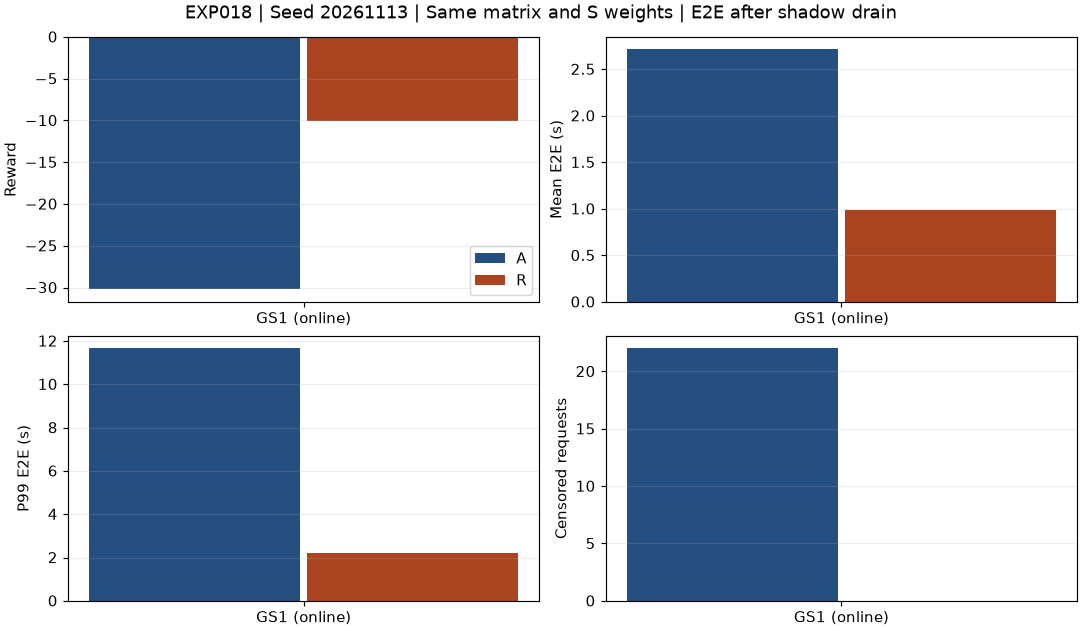 EXP018 | Seed 20261113 | Same matrix and S weights | E2E after shadow drain
Reward
0
−5
−10
−15
−20
−25
−30
A
R
GS1 (online)
Mean E2E (s)
2.5
2.0
1.5
1.0
0.5
0.0
GS1 (online)
P99 E2E (s)
12
10
8
6
4
2
0
GS1 (online)
Censored requests
20
15
10
5
0
GS1 (online)